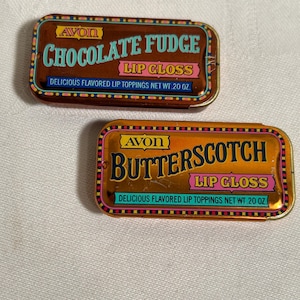 AVON
CHOCOLATE FUDGE
LIP GLOSS
DELICIOUS FLAVORED LIP TOPPINGS NET WT .20 OZ.
AVON
BUTTERSCOTCH
LIP GLOSS
DELICIOUS FLAVORED LIP TOPPINGS NET WT .20 OZ.